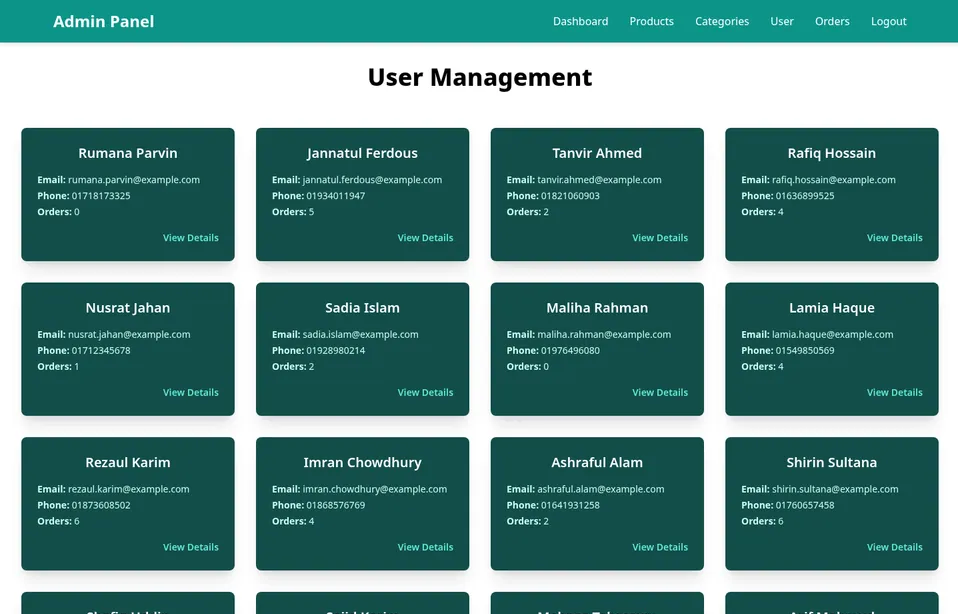 Admin Panel
Dashboard Products Categories User Orders Logout
User Management
Rumana Parvin
Email: rumana.parvin@example.com
Phone: 01718173325
Orders: 0
View Details
Jannatul Ferdous
Email: jannatul.ferdous@example.com
Phone: 01934011947
Orders: 5
View Details
Tanvir Ahmed
Email: tanvir.ahmed@example.com
Phone: 01821060903
Orders: 2
View Details
Rafiq Hossain
Email: rafiq.hossain@example.com
Phone: 01636899525
Orders: 4
View Details
Nusrat Jahan
Email: nusrat.jahan@example.com
Phone: 01712345678
Orders: 1
View Details
Sadia Islam
Email: sadia.islam@example.com
Phone: 01928980214
Orders: 2
View Details
Maliha Rahman
Email: maliha.rahman@example.com
Phone: 01976496080
Orders: 0
View Details
Lamia Haque
Email: lamia.haque@example.com
Phone: 01549850569
Orders: 4
View Details
Rezaul Karim
Email: rezaul.karim@example.com
Phone: 01873608502
Orders: 6
View Details
Imran Chowdhury
Email: imran.chowdhury@example.com
Phone: 01868576769
Orders: 4
View Details
Ashraful Alam
Email: ashraful.alam@example.com
Phone: 01641931258
Orders: 2
View Details
Shirin Sultana
Email: shirin.sultana@example.com
Phone: 01760657458
Orders: 6
View Details